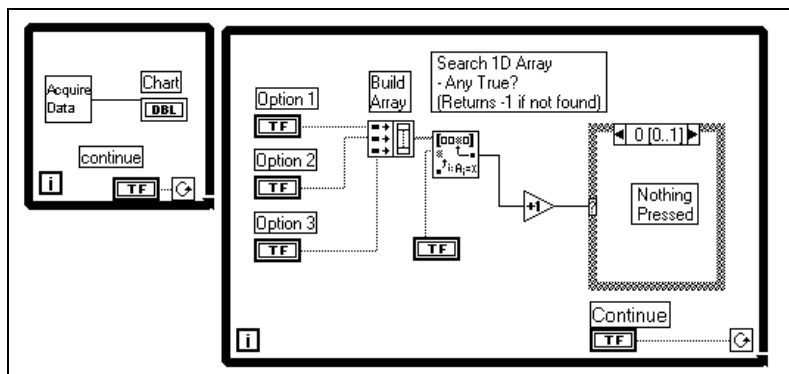 Acquire
Data
Chart
DBL
continue
TF
i
Option 1
TF
Option 2
TF
Option 3
TF
Build
Array
Search 1D Array
- Any True?
(Returns -1 if not found)
i:Ai=X
TF
+1
?
0 [0..1]
Nothing
Pressed
Continue
TF
i